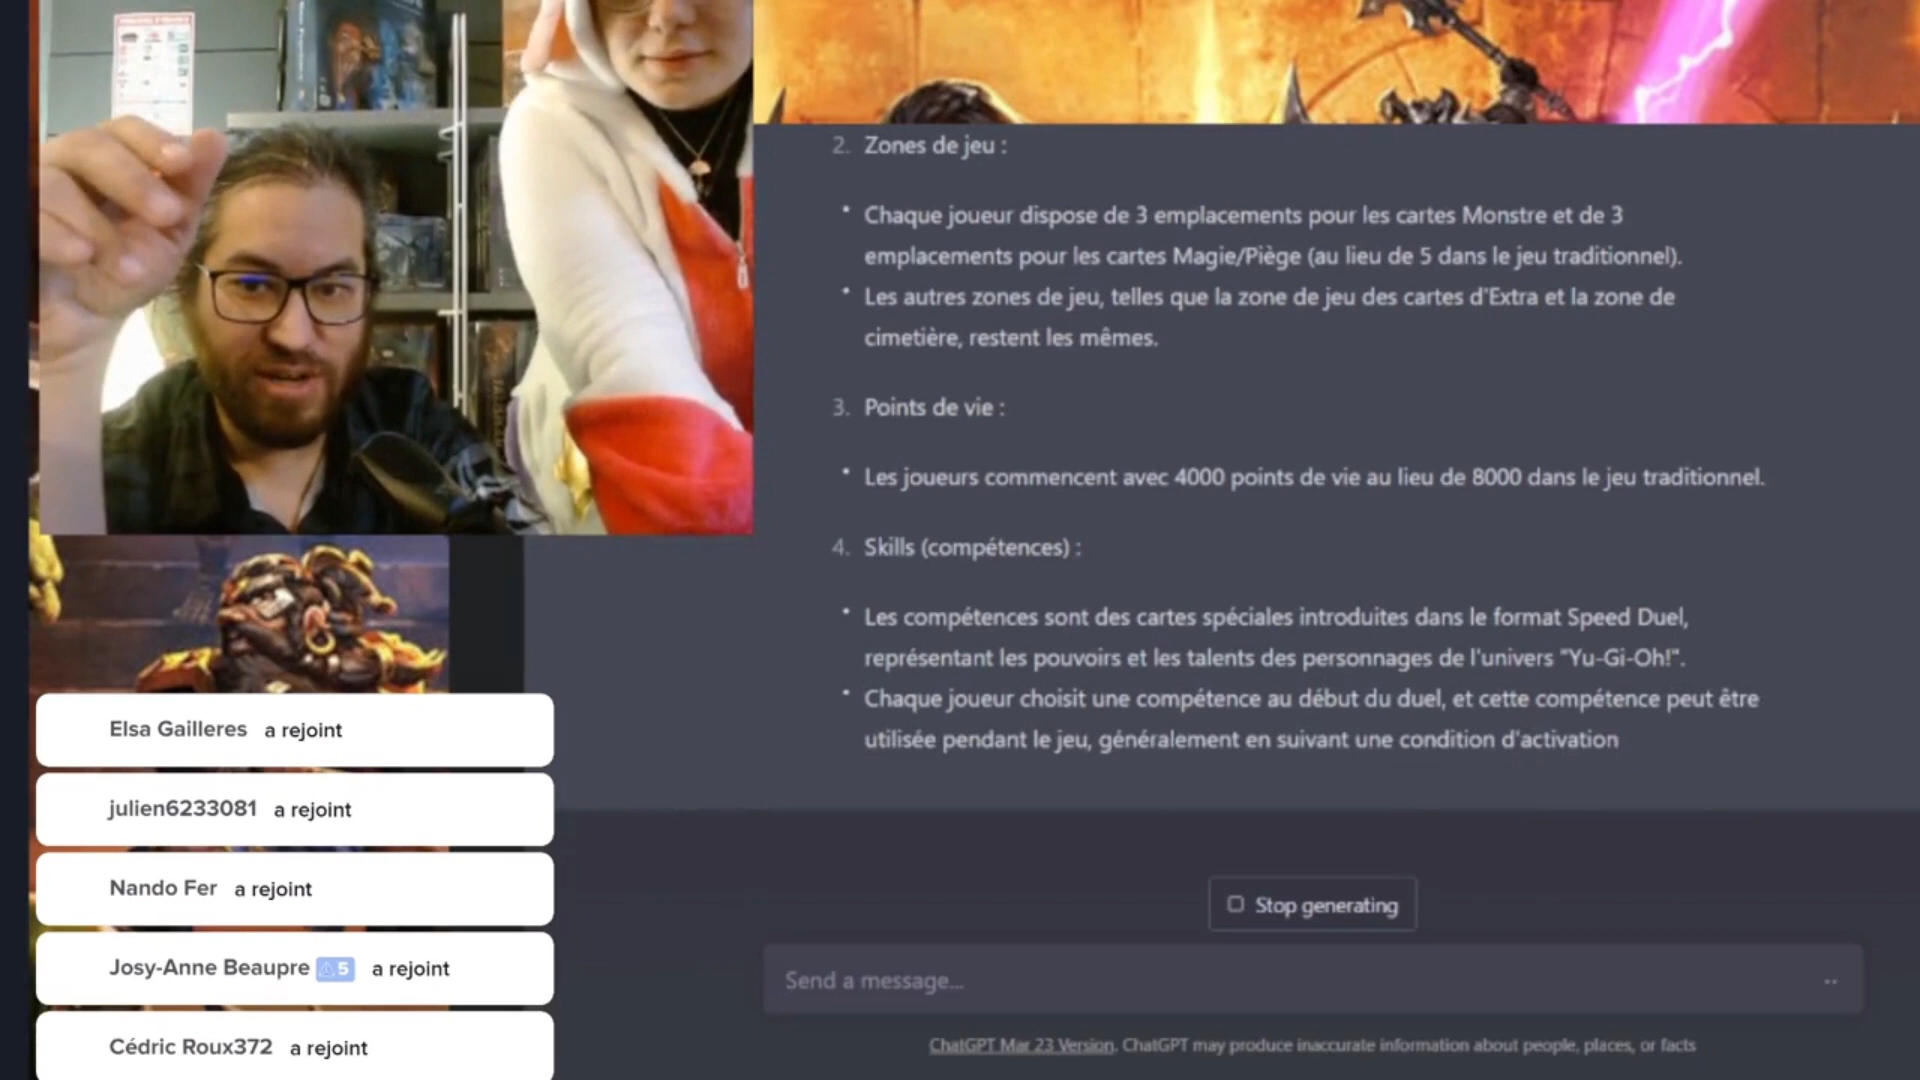 2. Zones de jeu :
• Chaque joueur dispose de 3 emplacements pour les cartes Monstre et de 3
emplacements pour les cartes Magie/Piège (au lieu de 5 dans le jeu traditionnel).
• Les autres zones de jeu, telles que la zone de jeu des cartes d'Extra et la zone de
cimetière, restent les mêmes.
3. Points de vie :
• Les joueurs commencent avec 4000 points de vie au lieu de 8000 dans le jeu traditionnel.
4. Skills (compétences) :
• Les compétences sont des cartes spéciales introduites dans le format Speed Duel,
représentant les pouvoirs et les talents des personnages de l'univers "Yu-Gi-Oh!".
• Chaque joueur choisit une compétence au début du duel, et cette compétence peut être
utilisée pendant le jeu, généralement en suivant une condition d'activation
Elsa Gailleres a rejoint
julien6233081 a rejoint
Nando Fer a rejoint
Josy-Anne Beaupre 5 a rejoint
Cédric Roux372 a rejoint
Stop generating
Send a message...
ChatGPT Mar 23 Version. ChatGPT may produce inaccurate information about people, places, or facts